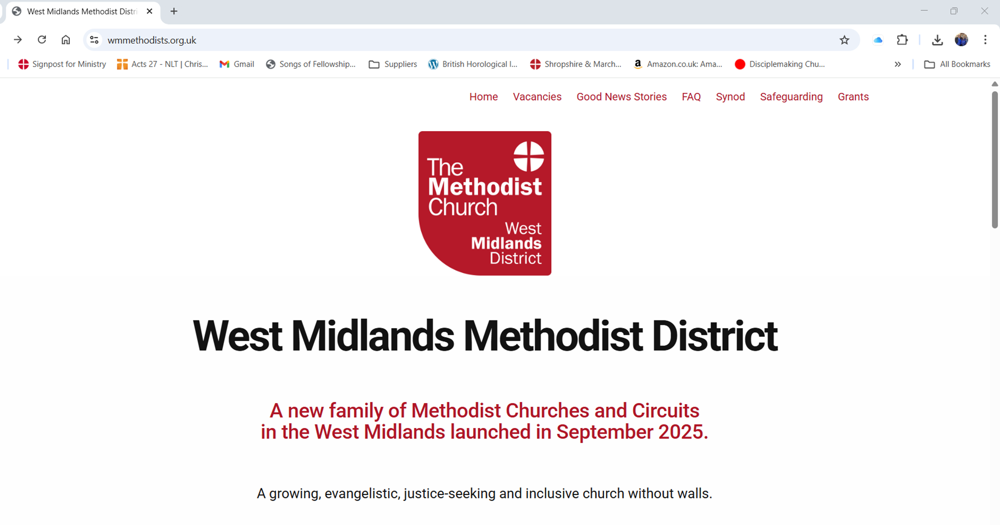 West Midlands Methodist Distri
wmmethodists.org.uk
Signpost for Ministry
Acts 27 - NLT | Chris...
Gmail
Songs of Fellowship...
Suppliers
British Horological I...
Shropshire & March...
Amazon.co.uk: Ama...
Disciplemaking Chu...
All Bookmarks
Home Vacancies Good News Stories FAQ Synod Safeguarding Grants
The
Methodist
Church
West
Midlands
District
West Midlands Methodist District
A new family of Methodist Churches and Circuits
in the West Midlands launched in September 2025.
A growing, evangelistic, justice-seeking and inclusive church without walls.